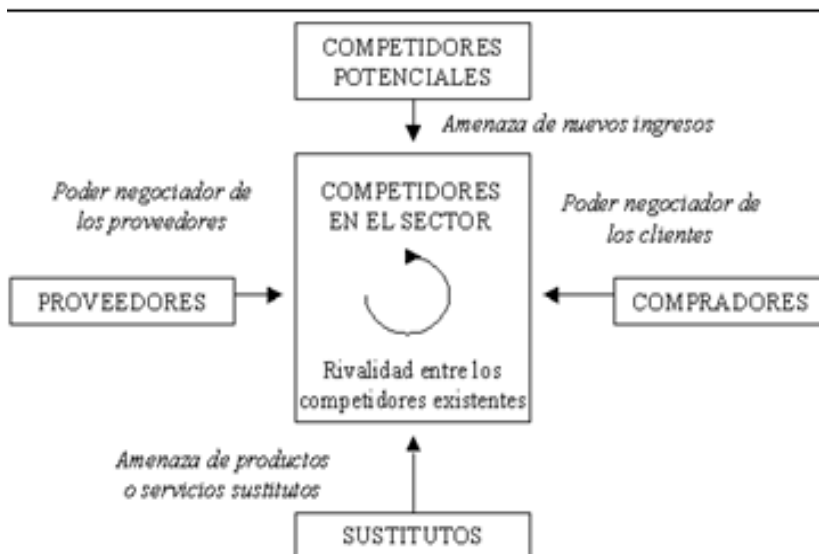 COMPETIDORES
POTENCIALES
Amenaza de nuevos ingresos
Poder negociador de
los proveedores
COMPETIDORES
EN EL SECTOR
Poder negociador de
los clientes
PROVEEDORES
COMPRADORES
Rivalidad entre los
competidores existentes
Amenaza de productos
o servicios sustitutos
SUSTITUTOS